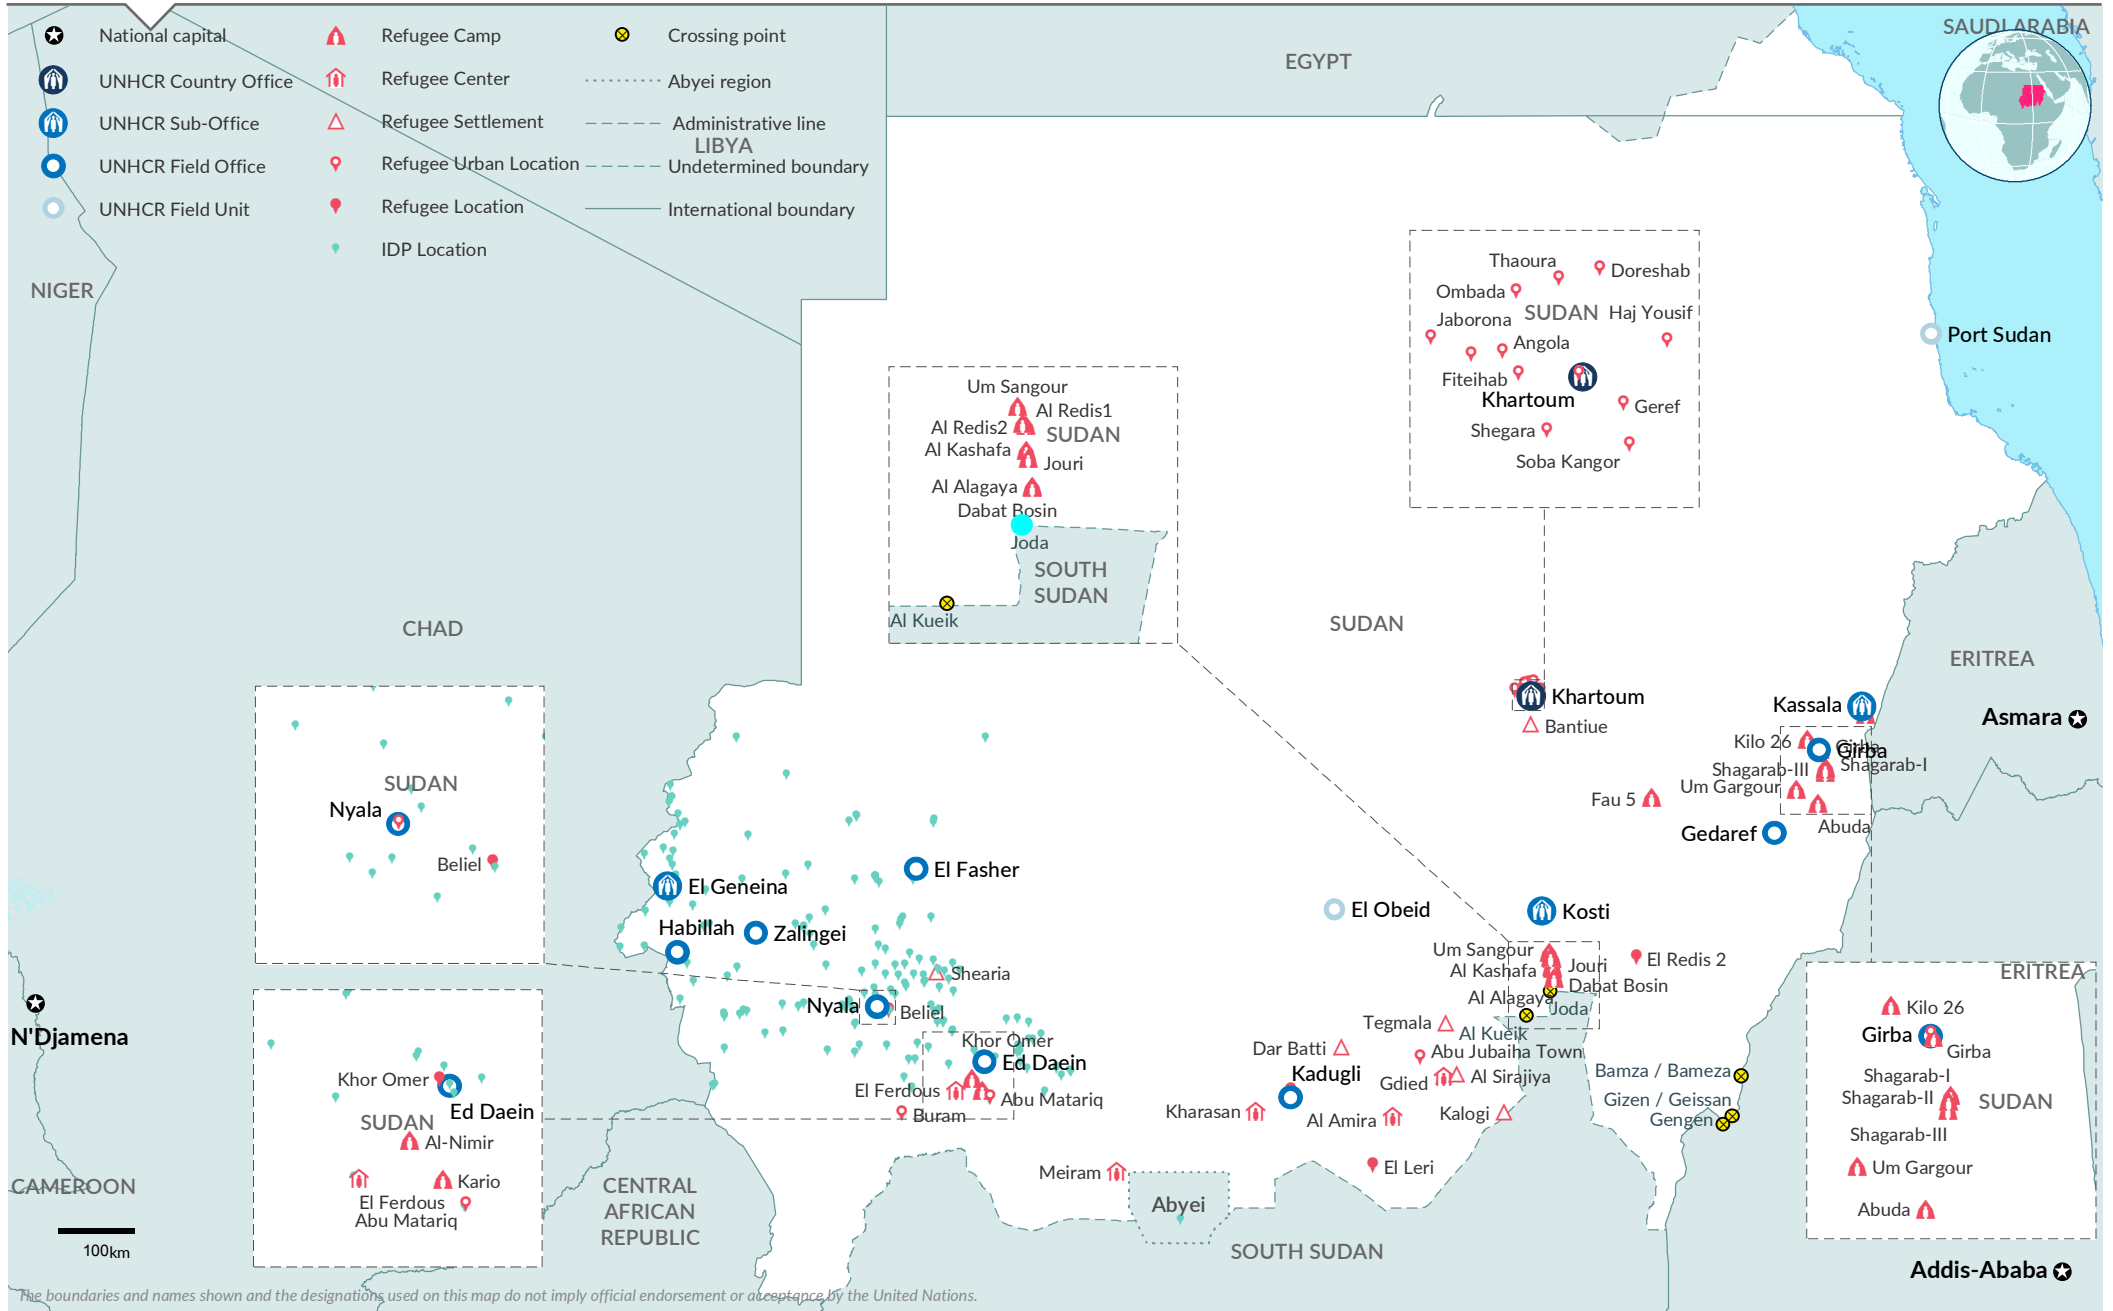 National capital
UNHCR Country Office
UNHCR Sub-Office
UNHCR Field Office
UNHCR Field Unit
Refugee Camp
Refugee Center
Refugee Settlement
Refugee Urban Location
Refugee Location
IDP Location
Crossing point
Abyei region
Administrative line
Undetermined boundary
International boundary
LIBYA
EGYPT
SAUDI ARABIA
NIGER
CHAD
Thaoura
Doreshab
Ombada
SUDAN
Haj Yousif
Jaborona
Angola
Fiteihab
Khartoum
Geref
Shegara
Soba Kangor
Port Sudan
Um Sangour
Al Redis1
Al Redis2
SUDAN
Al Kashafa
Jouri
Al Alagaya
Dabat Bosin
Joda
SOUTH
SUDAN
Al Kueik
SUDAN
ERITREA
Asmara
Khartoum
Bantiue
Kassala
Kilo 26
Girba
Girba
Shagarab-I
Shagarab-III
Um Gargour
Abuda
Fau 5
Gedaref
SUDAN
Nyala
Beliel
El Geneina
El Fasher
Habillah
Zalingei
Shearia
Nyala
Beliel
Khor Omer
Ed Daein
El Ferdous
Abu Matariq
Buram
El Obeid
Kosti
Um Sangour
Al Kashafa
Jouri
Dabat Bosin
Al Alagaya
Joda
Al Kueik
El Redis 2
Tegmala
Dar Batti
Abu Jubaiha Town
Kadugli
Gdied
Al Sirajiya
Kharasan
Al Amira
Kalogi
El Leri
Meiram
Abyei
Bamza / Bameza
Gizen / Geissan
Gengen
ERITREA
Kilo 26
Girba
Girba
Shagarab-I
Shagarab-II
SUDAN
Shagarab-III
Um Gargour
Abuda
Addis-Ababa
N'Djamena
Khor Omer
Ed Daein
SUDAN
Al-Nimir
Kario
El Ferdous
Abu Matariq
CAMEROON
CENTRAL
AFRICAN
REPUBLIC
SOUTH SUDAN
100km
The boundaries and names shown and the designations used on this map do not imply official endorsement or acceptance by the United Nations.